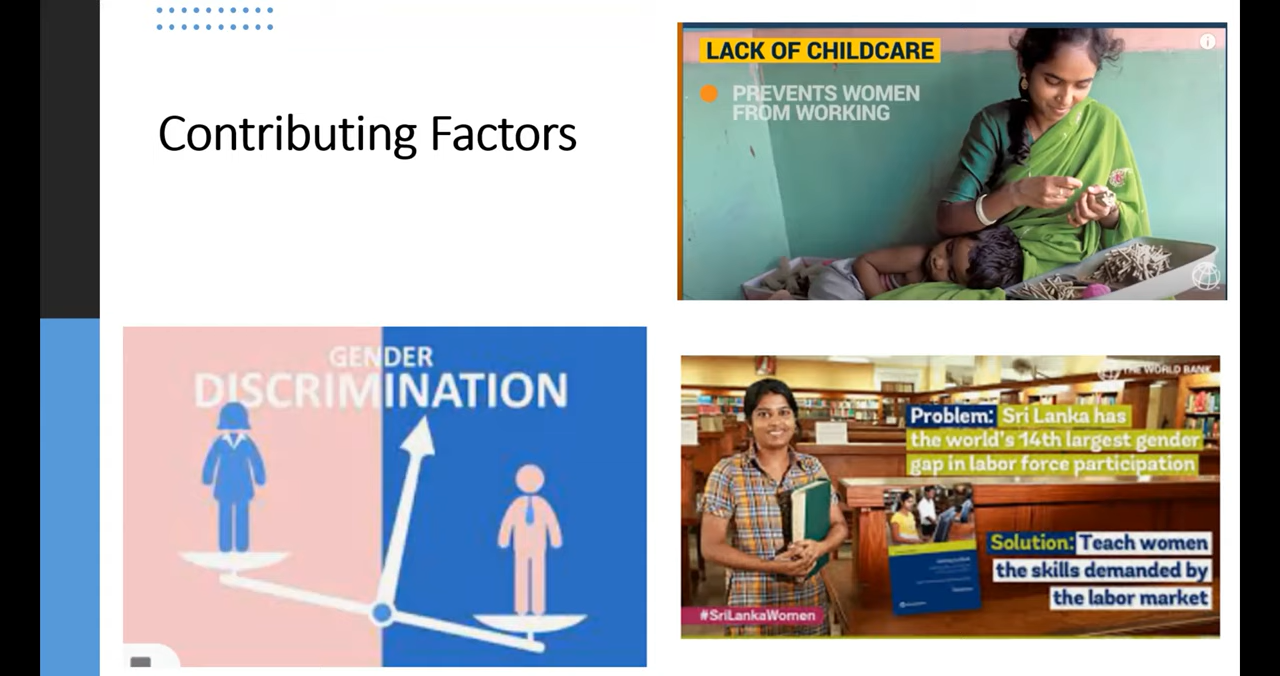 Contributing Factors
LACK OF CHILDCARE
PREVENTS WOMEN
FROM WORKING
GENDER
DISCRIMINATION
THE WORLD BANK
Problem: Sri Lanka has
the world's 14th largest gender
gap in labor force participation
Solution: Teach women
the skills demanded by
the labor market
#SriLankaWomen